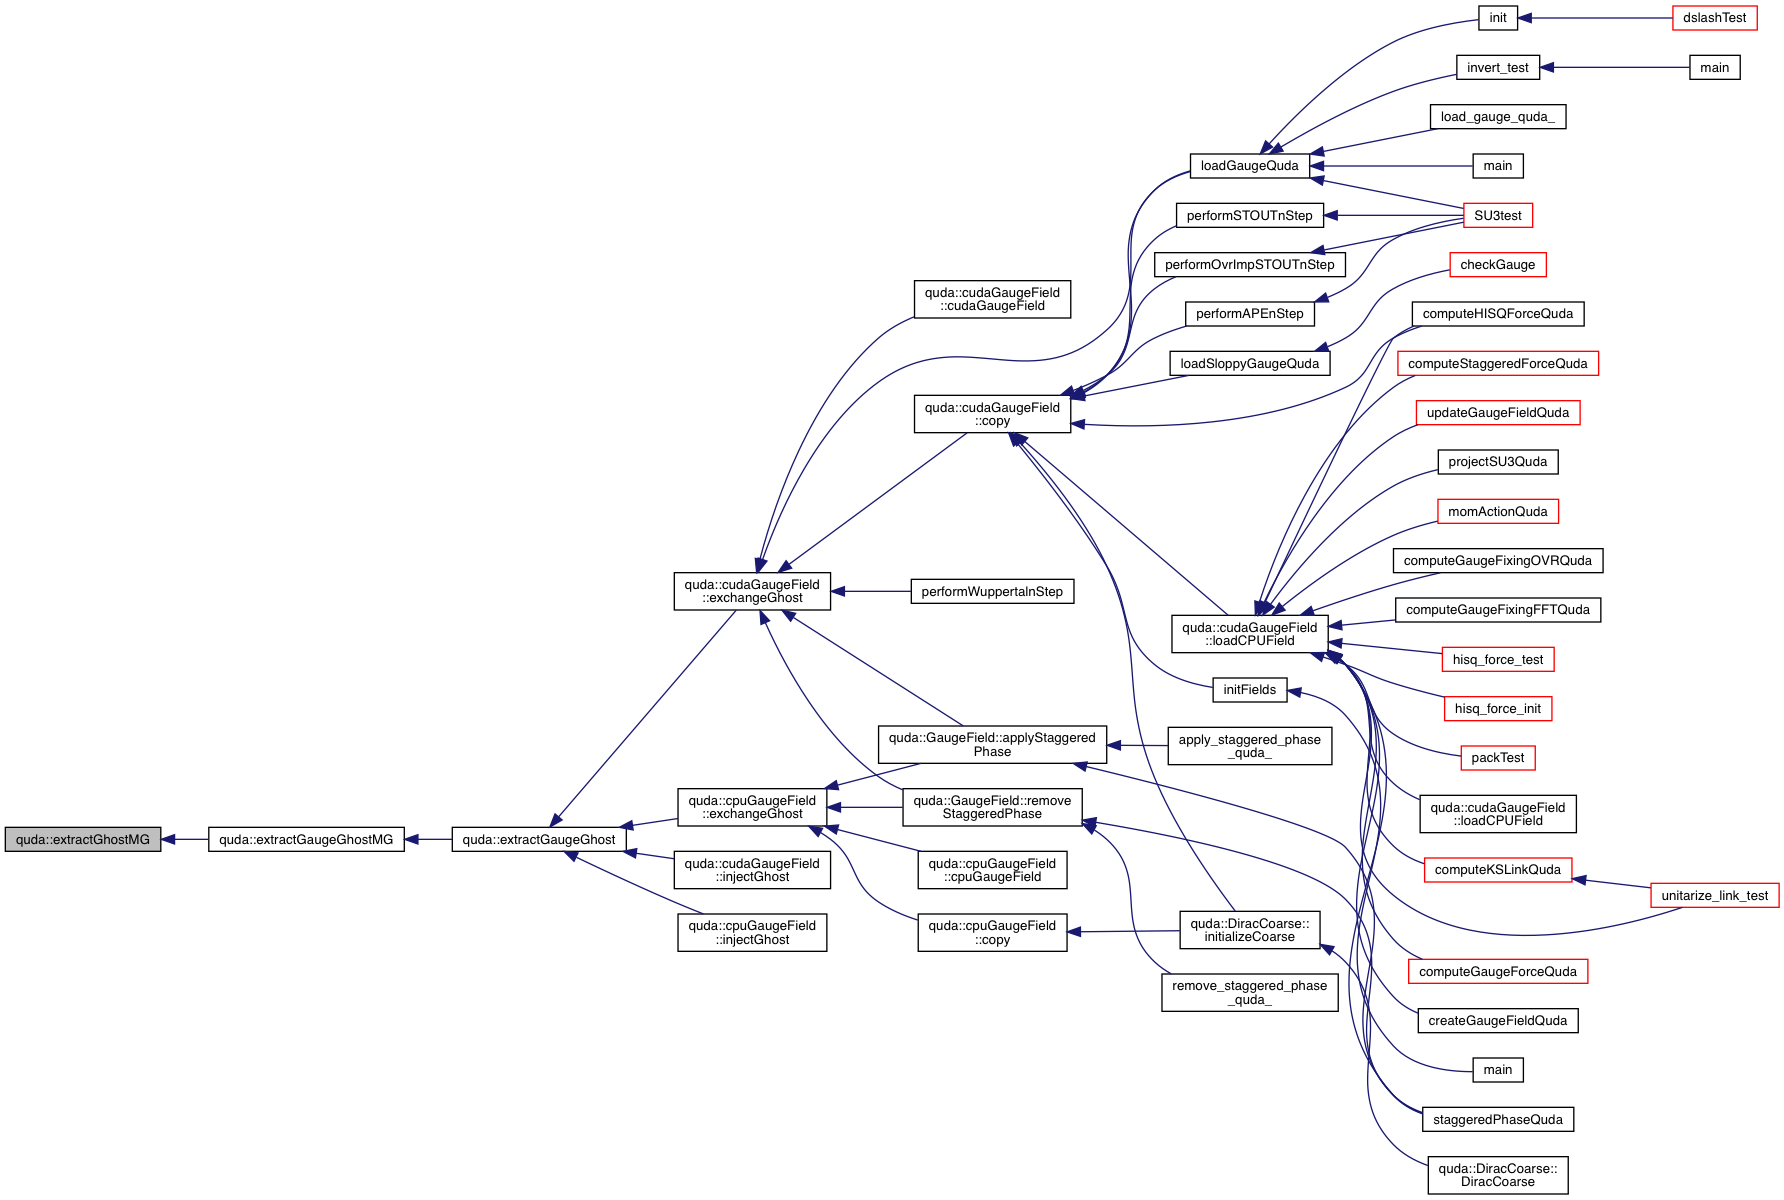 init
dslashTest
invert_test
main
load_gauge_quda_
loadGaugeQuda
main
performSTOUTnStep
SU3test
performOvrImpSTOUTnStep
checkGauge
quda::cudaGaugeField
::cudaGaugeField
performAPEnStep
computeHISQForceQuda
loadSloppyGaugeQuda
computeStaggeredForceQuda
quda::cudaGaugeField
::copy
updateGaugeFieldQuda
projectSU3Quda
momActionQuda
computeGaugeFixingOVRQuda
quda::cudaGaugeField
::exchangeGhost
performWuppertalnStep
computeGaugeFixingFFTQuda
quda::cudaGaugeField
::loadCPUField
hisq_force_test
initFields
hisq_force_init
quda::GaugeField::applyStaggered
Phase
apply_staggered_phase
_quda_
packTest
quda::cpuGaugeField
::exchangeGhost
quda::GaugeField::remove
StaggeredPhase
quda::cudaGaugeField
::loadCPUField
quda::extractGhostMG
quda::extractGaugeGhostMG
quda::extractGaugeGhost
quda::cudaGaugeField
::injectGhost
quda::cpuGaugeField
::cpuGaugeField
computeKSLinkQuda
unitarize_link_test
quda::cpuGaugeField
::injectGhost
quda::cpuGaugeField
::copy
quda::DiracCoarse::
initializeCoarse
computeGaugeForceQuda
remove_staggered_phase
_quda_
createGaugeFieldQuda
main
staggeredPhaseQuda
quda::DiracCoarse::
DiracCoarse